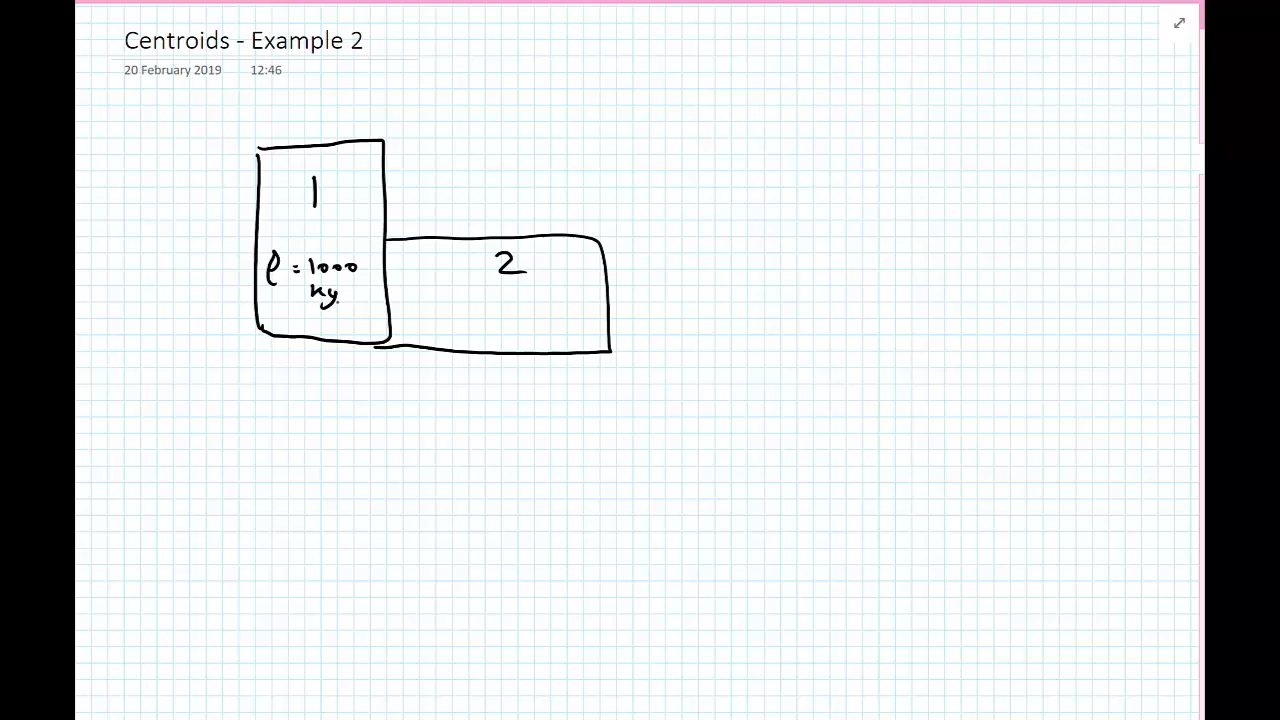 Centroids - Example 2
20 February 2019 12:46
1
ρ = 1000
kg
2